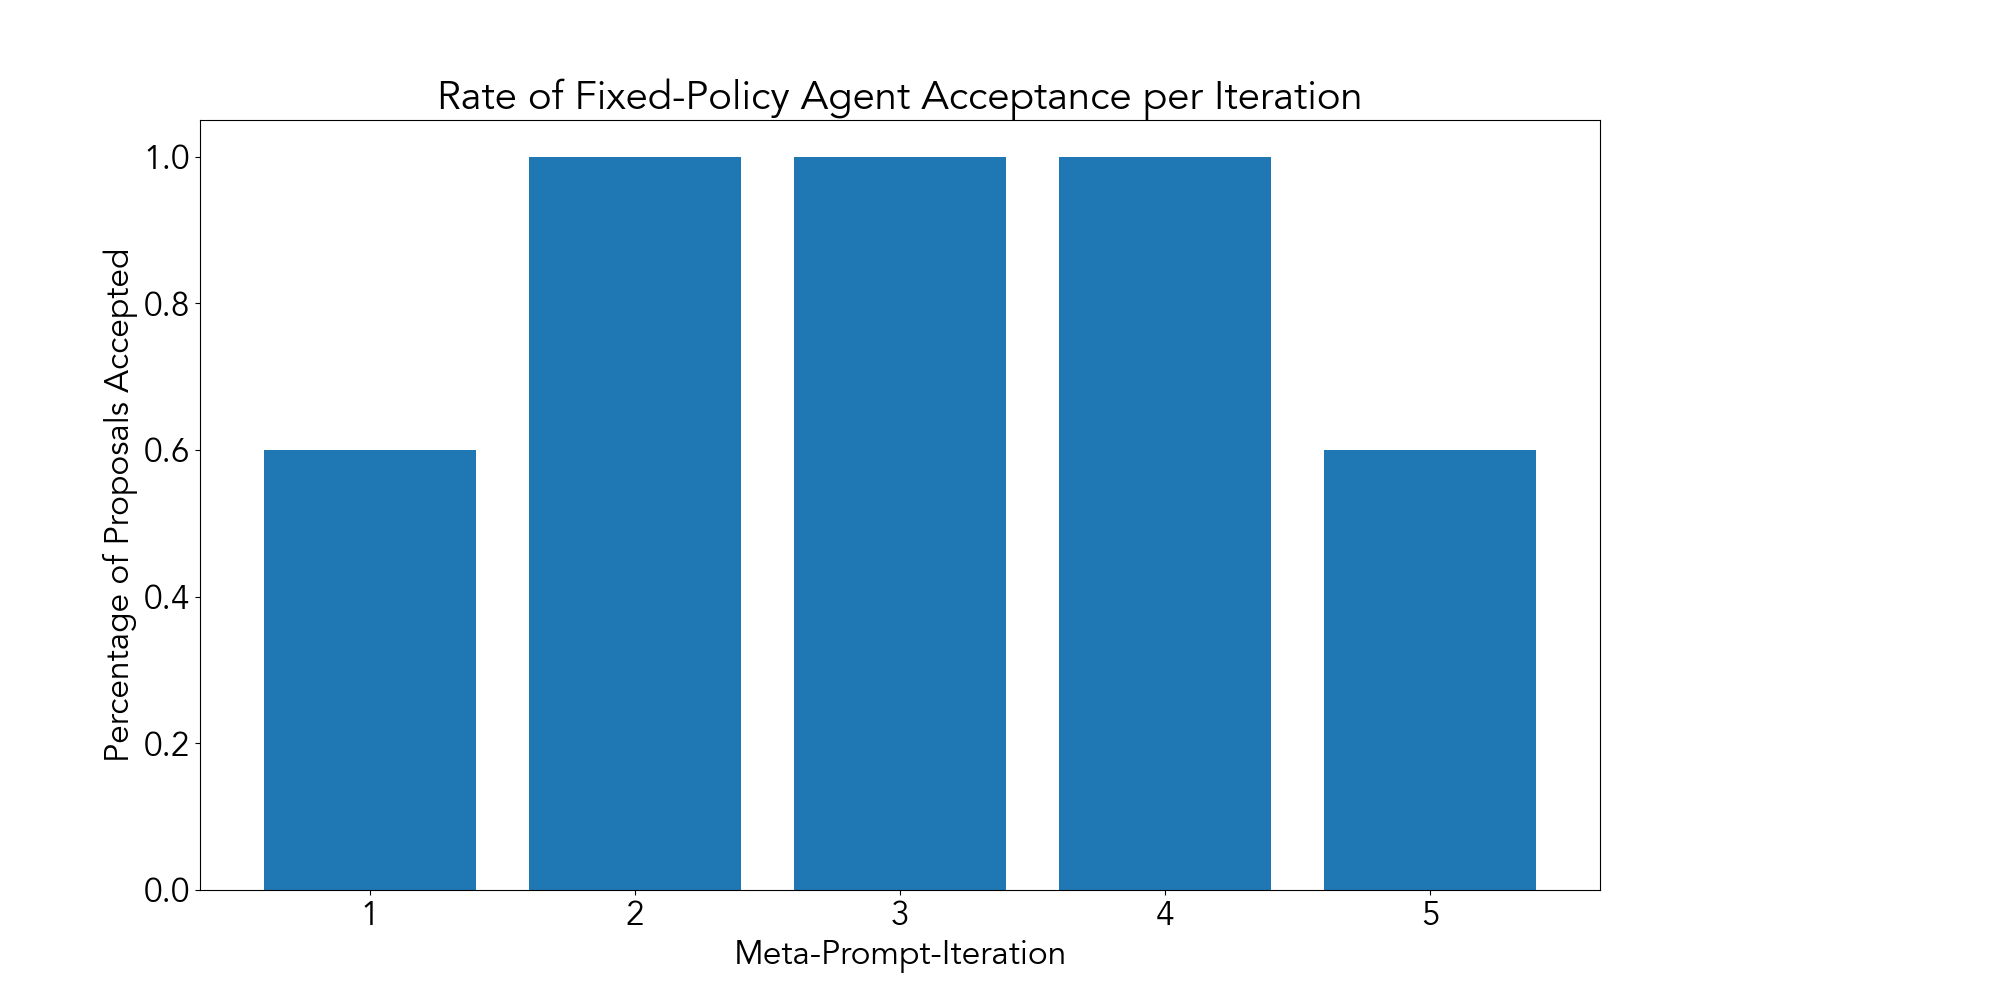 Rate of Fixed-Policy Agent Acceptance per Iteration
Percentage of Proposals Accepted
1.0
0.8
0.6
0.4
0.2
0.0
1 2 3 4 5
Meta-Prompt-Iteration